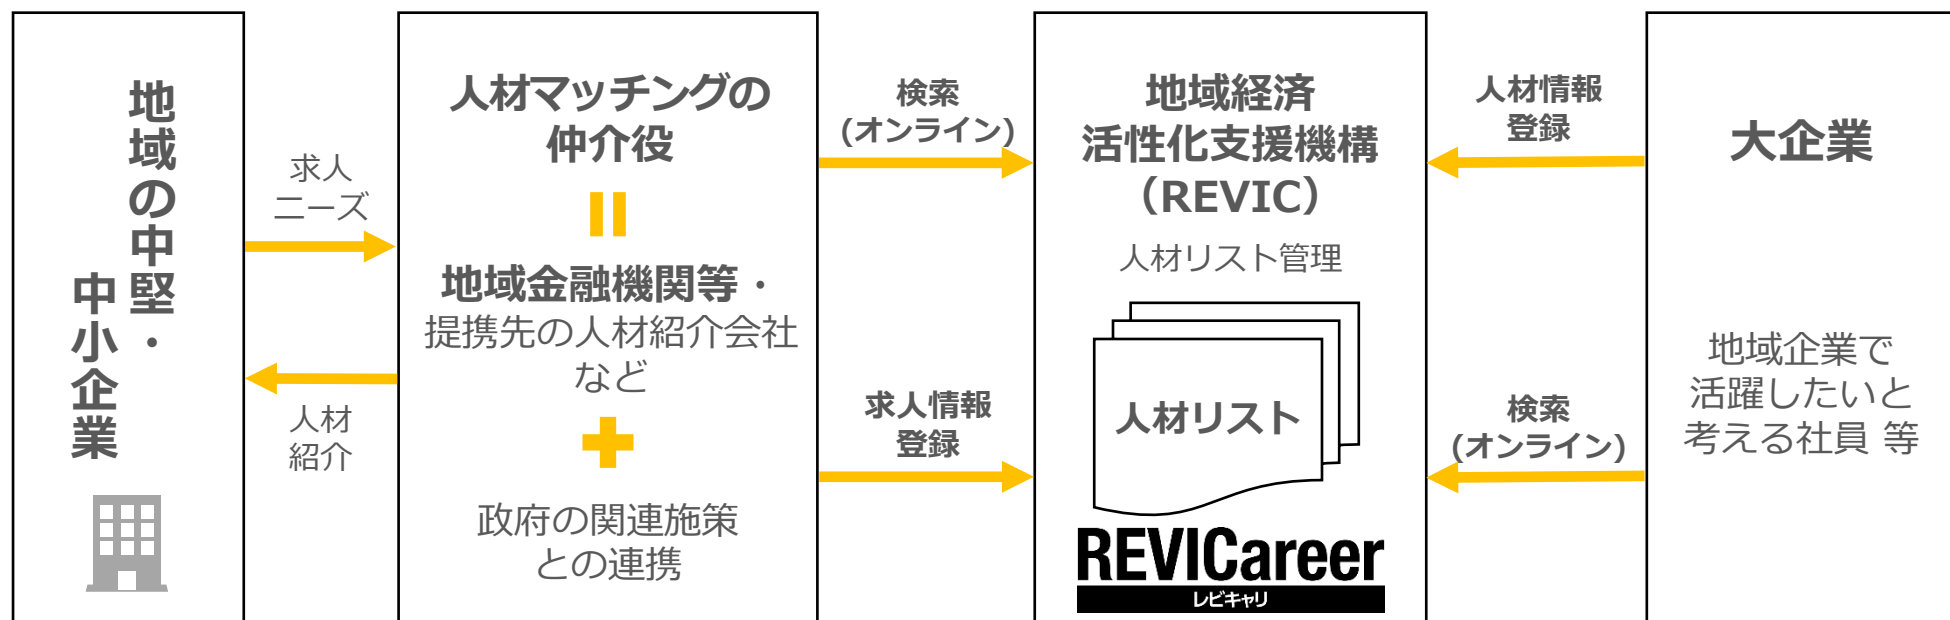 地域の中堅・
中小企業
求人
ニーズ
人材
紹介
人材マッチングの
仲介役
地域金融機関等・
提携先の人材紹介会社
など
政府の関連施策
との連携
検索
(オンライン)
求人情報
登録
地域経済
活性化支援機構
（REVIC）
人材リスト管理
人材リスト
REVICareer
レビキャリ
人材情報
登録
検索
(オンライン)
大企業
地域企業で
活躍したいと
考える社員 等